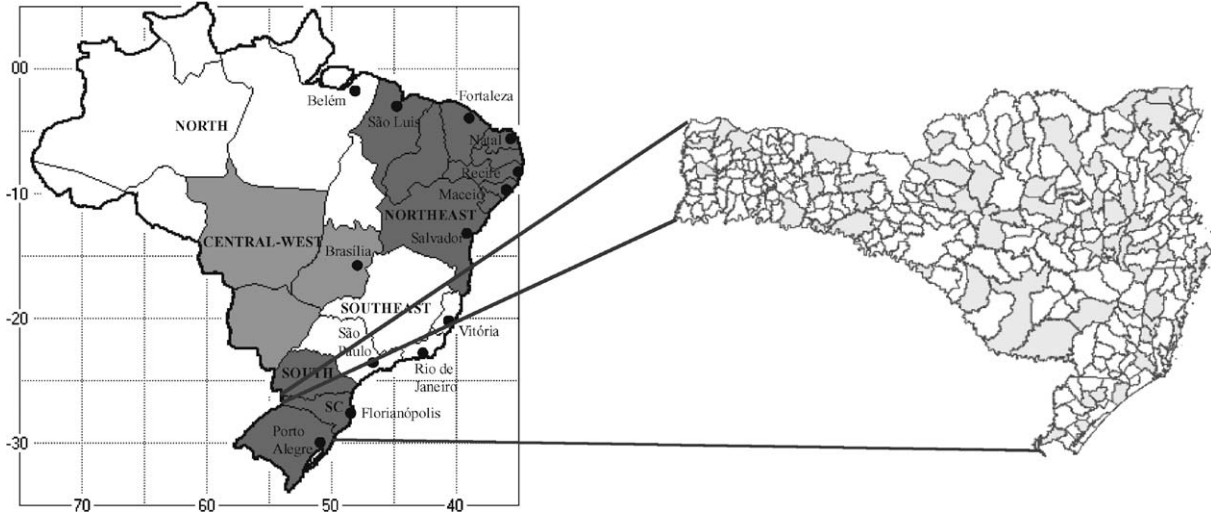 00
-10
-20
-30
70
60
50
40
NORTH
Belém
São Luis
Fortaleza
Natal
Recife
Maceió
NORTHEAST
Salvador
CENTRAL-WEST
Brasília
SOUTHEAST
Vitória
São
Paulo
Rio de
Janeiro
SOUTH
SC
Florianópolis
Porto
Alegre